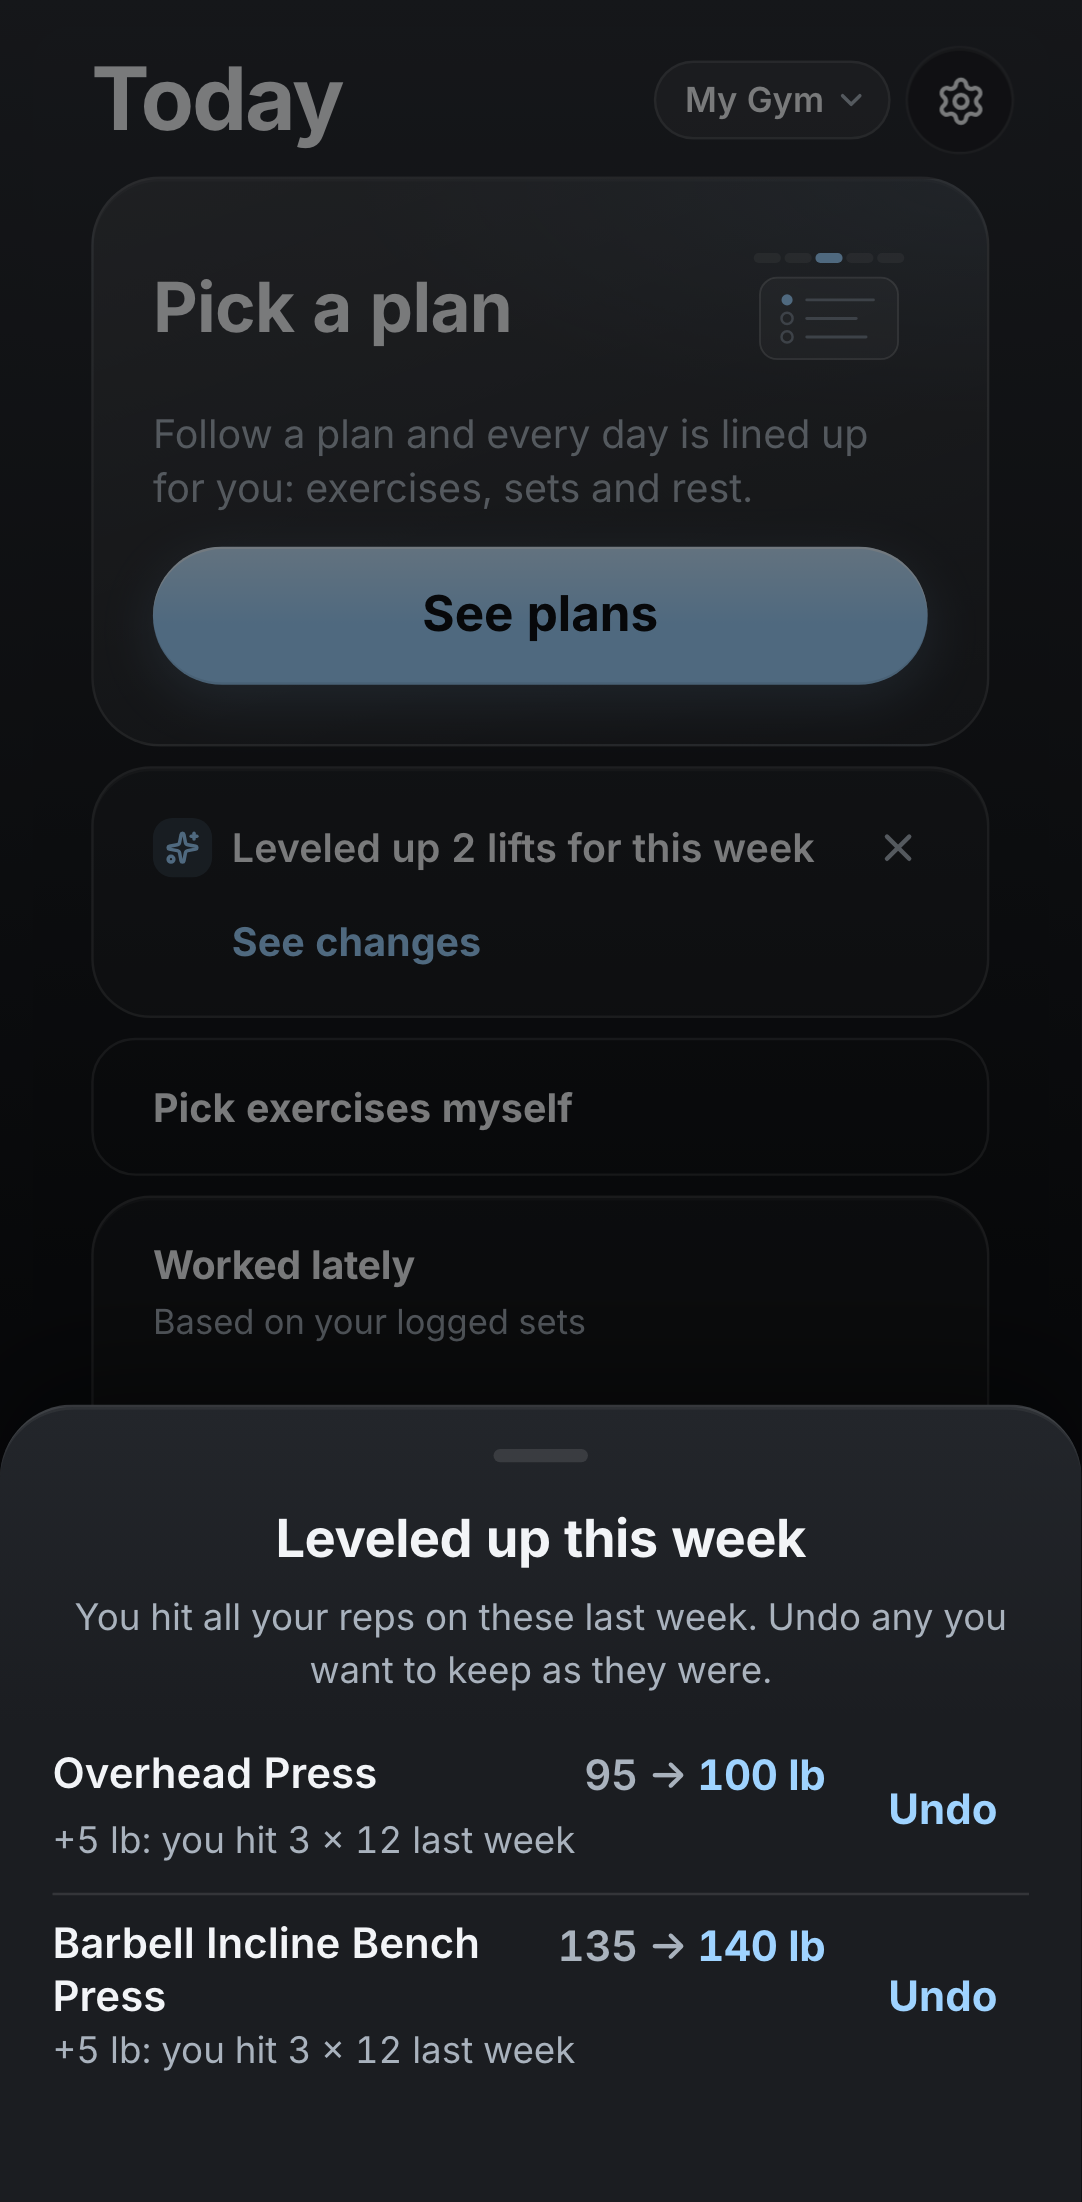 Today
My Gym
Pick a plan
Follow a plan and every day is lined up
for you: exercises, sets and rest.
See plans
Leveled up 2 lifts for this week
See changes
Pick exercises myself
Worked lately
Based on your logged sets
Leveled up this week
You hit all your reps on these last week. Undo any you
want to keep as they were.
Overhead Press
95 → 100 lb
Undo
+5 lb: you hit 3 × 12 last week
Barbell Incline Bench
Press
135 → 140 lb
Undo
+5 lb: you hit 3 × 12 last week